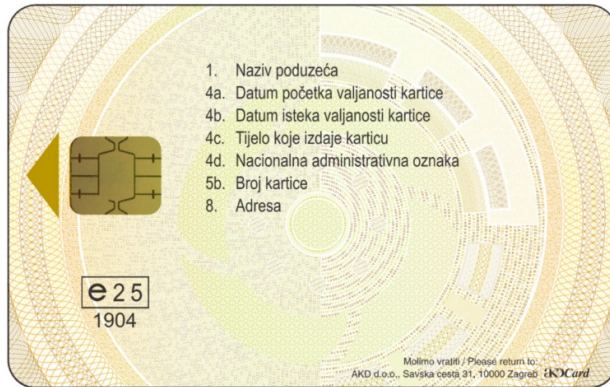 1. Naziv poduzeća
4a. Datum početka valjanosti kartice
4b. Datum isteka valjanosti kartice
4c. Tijelo koje izdaje karticu
4d. Nacionalna administrativna oznaka
5b. Broj kartice
8. Adresa
e 25
1904
Molimo vratiti / Please return to:
AKD d.o.o., Savska cesta 31, 10000 Zagreb AKDCard